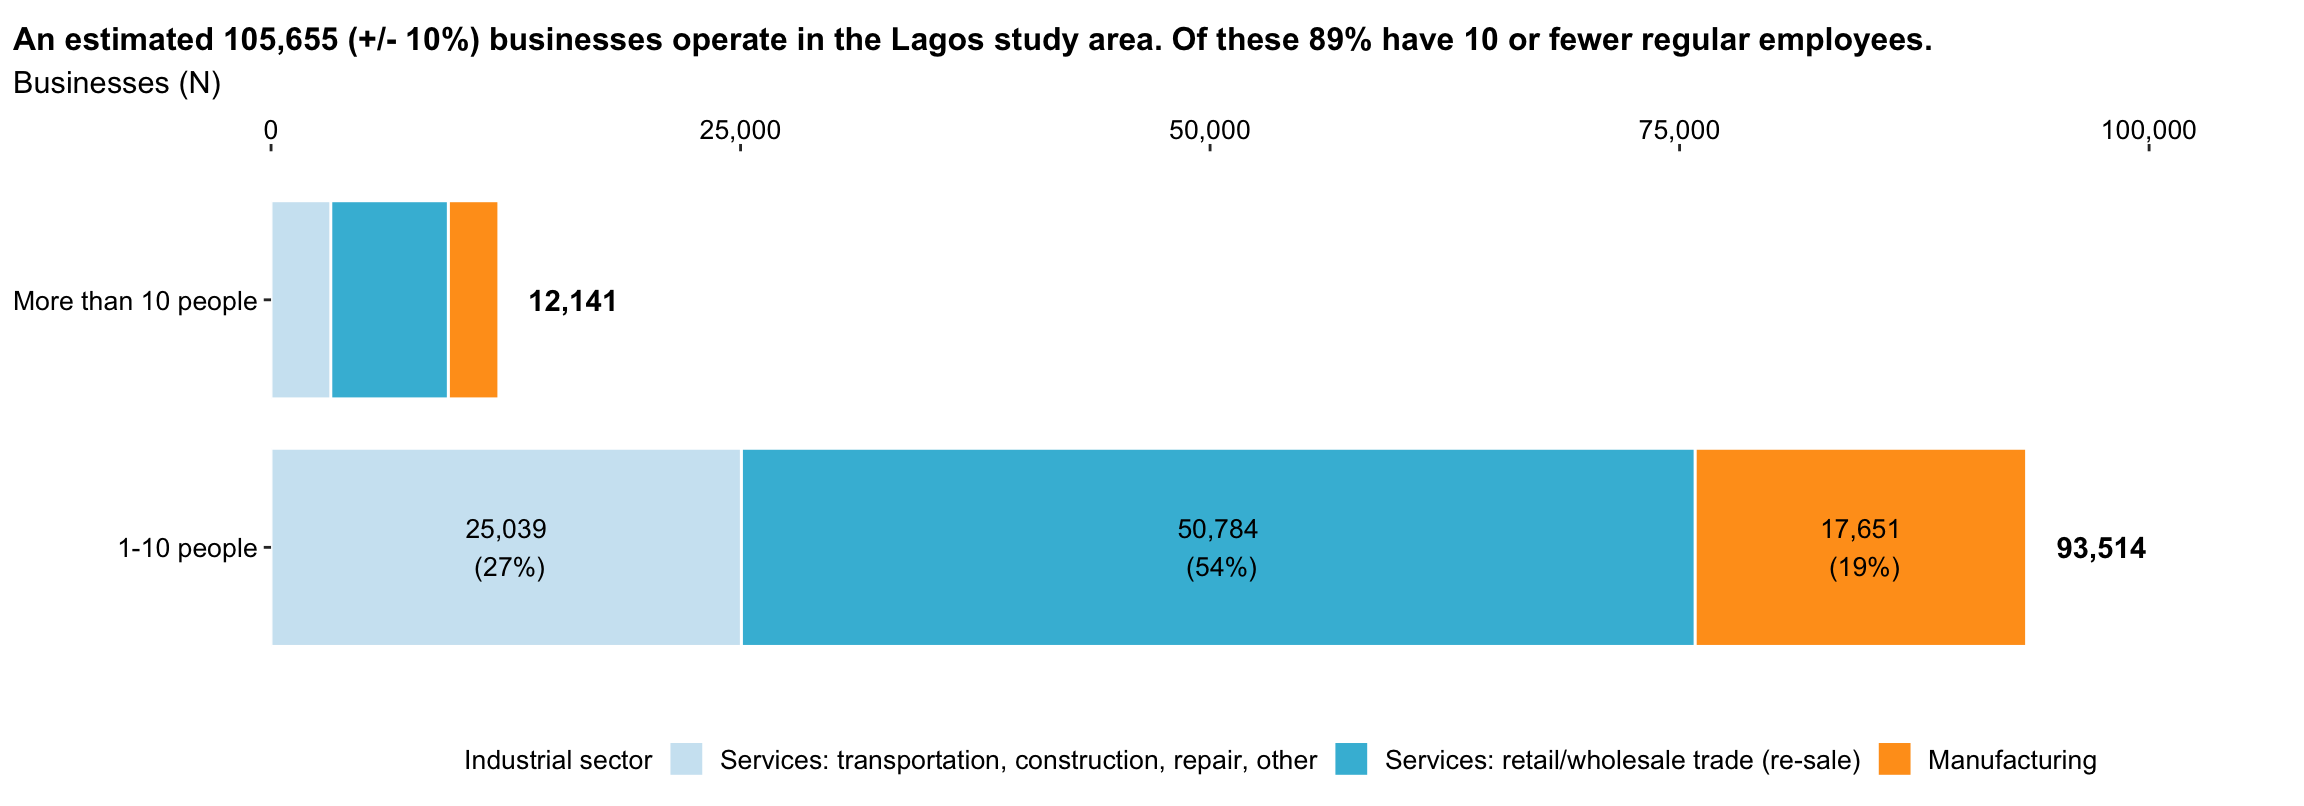 An estimated 105,655 (+/- 10%) businesses operate in the Lagos study area. Of these 89% have 10 or fewer regular employees.
Businesses (N)
0 25,000 50,000 75,000 100,000
More than 10 people 12,141
25,039 50,784 17,651
1-10 people 93,514
(27%) (54%) (19%)
Industrial sector Services: transportation, construction, repair, other Services: retail/wholesale trade (re-sale) Manufacturing